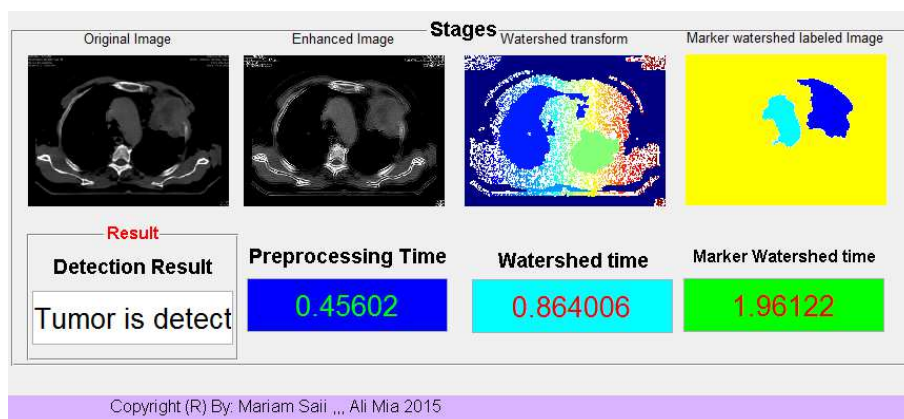 Stages
Original Image
Enhanced Image
Watershed transform
Marker watershed labeled Image
Result
Detection Result
Tumor is detect
Preprocessing Time
0.45602
Watershed time
0.864006
Marker Watershed time
1.96122
Copyright (R) By: Mariam Saii ,,, Ali Mia 2015